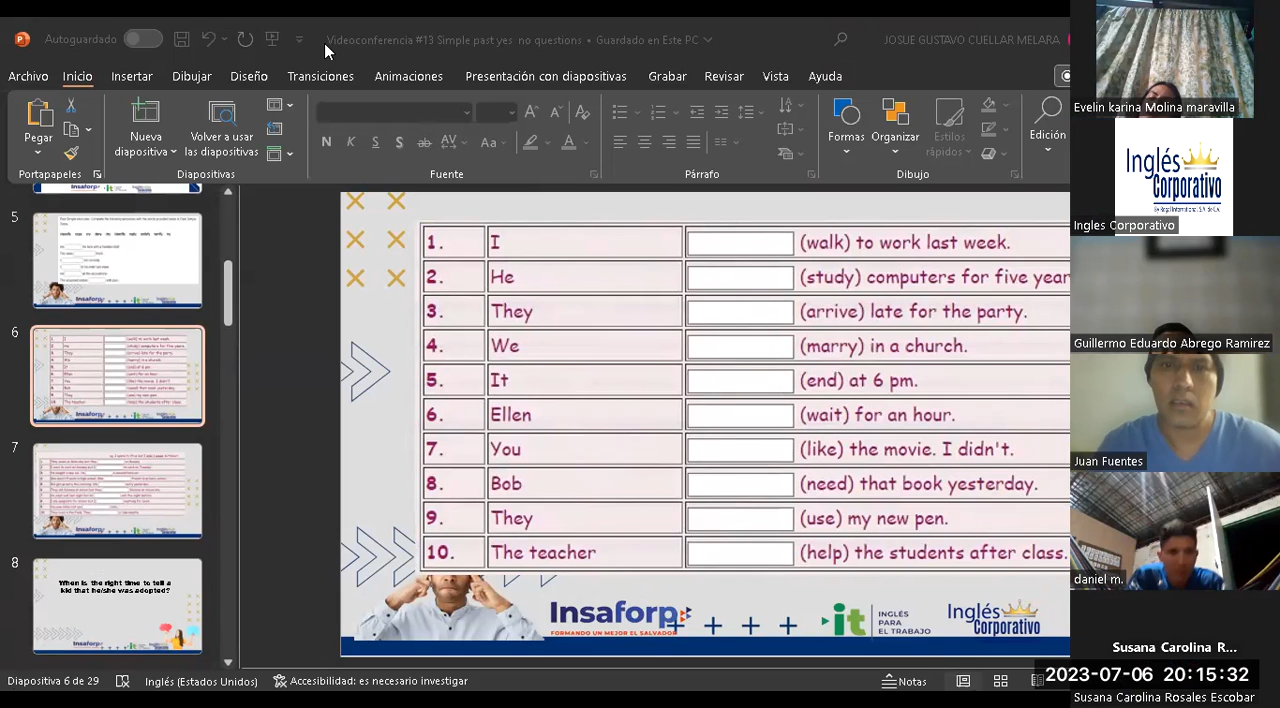 Autoguardado
Videoconferencia #13 Simple past yes no questions • Guardado en Este PC
JOSUE GUSTAVO CUELLAR MELARA
Archivo Inicio Insertar Dibujar Diseño Transiciones Animaciones Presentación con diapositivas Grabar Revisar Vista Ayuda
Pegar
Nueva diapositiva
Volver a usar las diapositivas
Formas
Organizar
Estilos rápidos
Edición
Portapapeles
Diapositivas
Fuente
Párrafo
Dibujo
5
6
7
8
When is the right time to tell a
kid that he/she was adopted?
1. I (walk) to work last week.
2. He (study) computers for five year
3. They (arrive) late for the party.
4. We (marry) in a church.
5. It (end) at 6 pm.
6. Ellen (wait) for an hour.
7. You (like) the movie. I didn't.
8. Bob (need) that book yesterday.
9. They (use) my new pen.
10. The teacher (help) the students after class.
Insaforp
FORMANDO UN MEJOR EL SALVADOR
it
INGLÉS
PARA
EL TRABAJO
Inglés
Corporativo
Diapositiva 6 de 29
Inglés (Estados Unidos)
Accesibilidad: es necesario investigar
Notas
Evelin karina Molina maravilla
Inglés
Corporativo
Ingles Corporativo
Guillermo Eduardo Abrego Ramirez
Juan Fuentes
daniel m.
Susana Carolina R...
2023-07-06 20:15:32
Susana Carolina Rosales Escobar